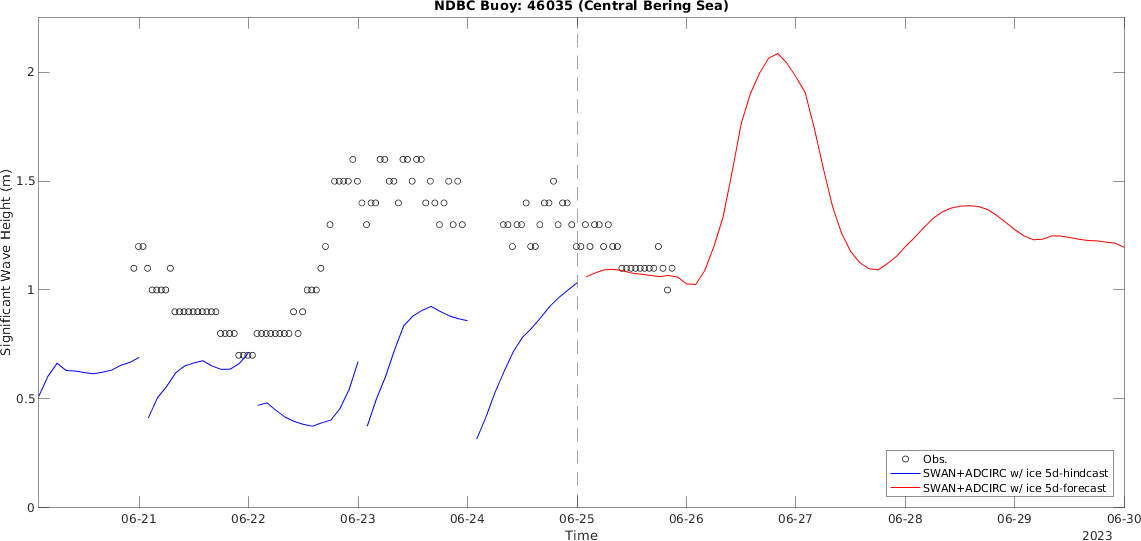 NDBC Buoy: 46035 (Central Bering Sea)
Significant Wave Height (m)
2
1.5
1
0.5
0
Obs.
SWAN+ADCIRC w/ ice 5d-hindcast
SWAN+ADCIRC w/ ice 5d-forecast
06-21 06-22 06-23 06-24 06-25 06-26 06-27 06-28 06-29 06-30
Time
2023